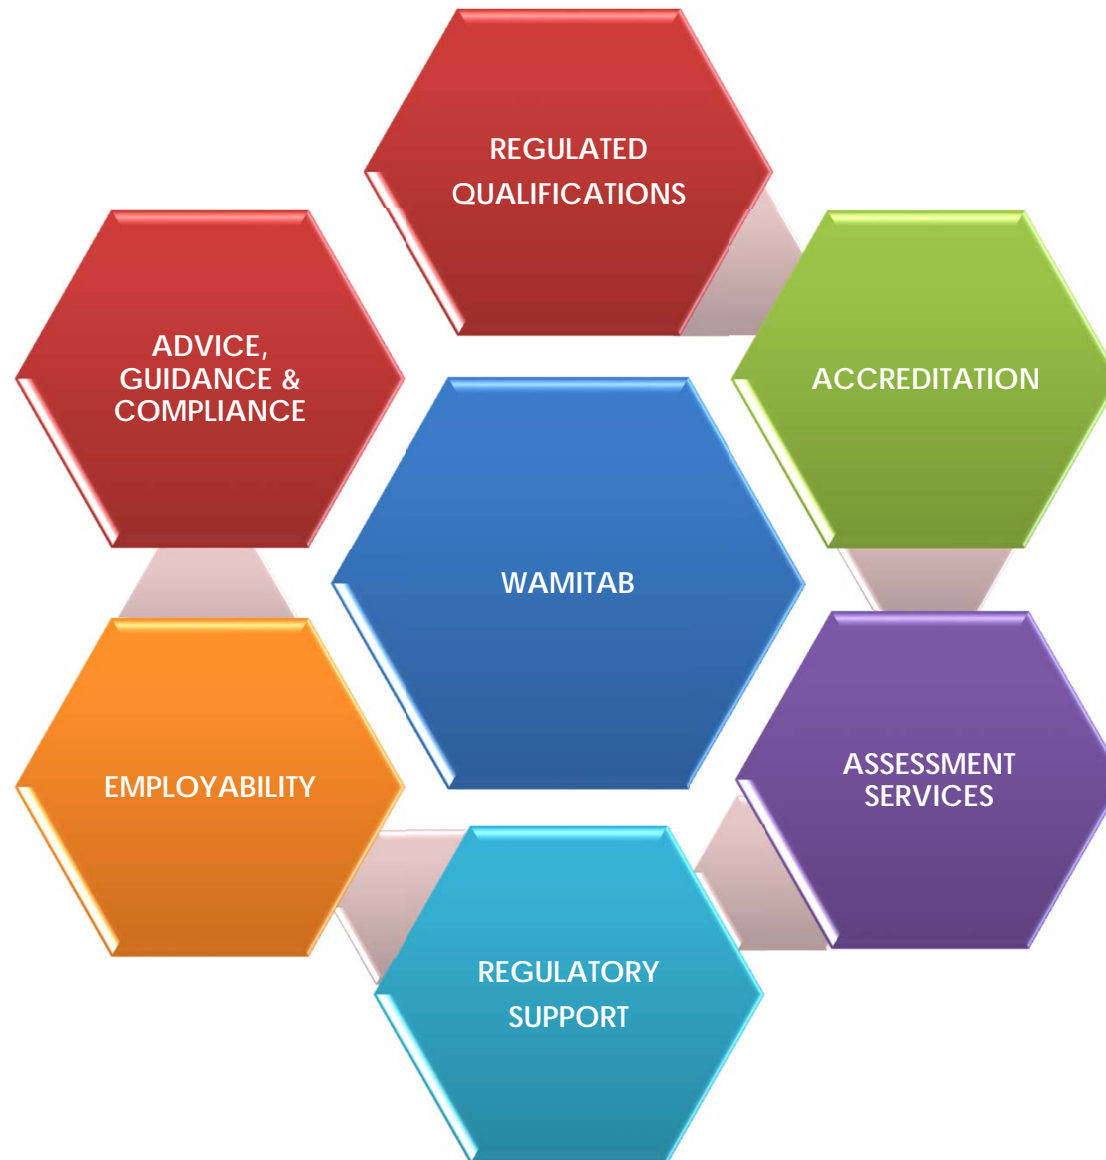 REGULATED
QUALIFICATIONS
ADVICE,
GUIDANCE &
COMPLIANCE
ACCREDITATION
WAMITAB
EMPLOYABILITY
ASSESSMENT
SERVICES
REGULATORY
SUPPORT